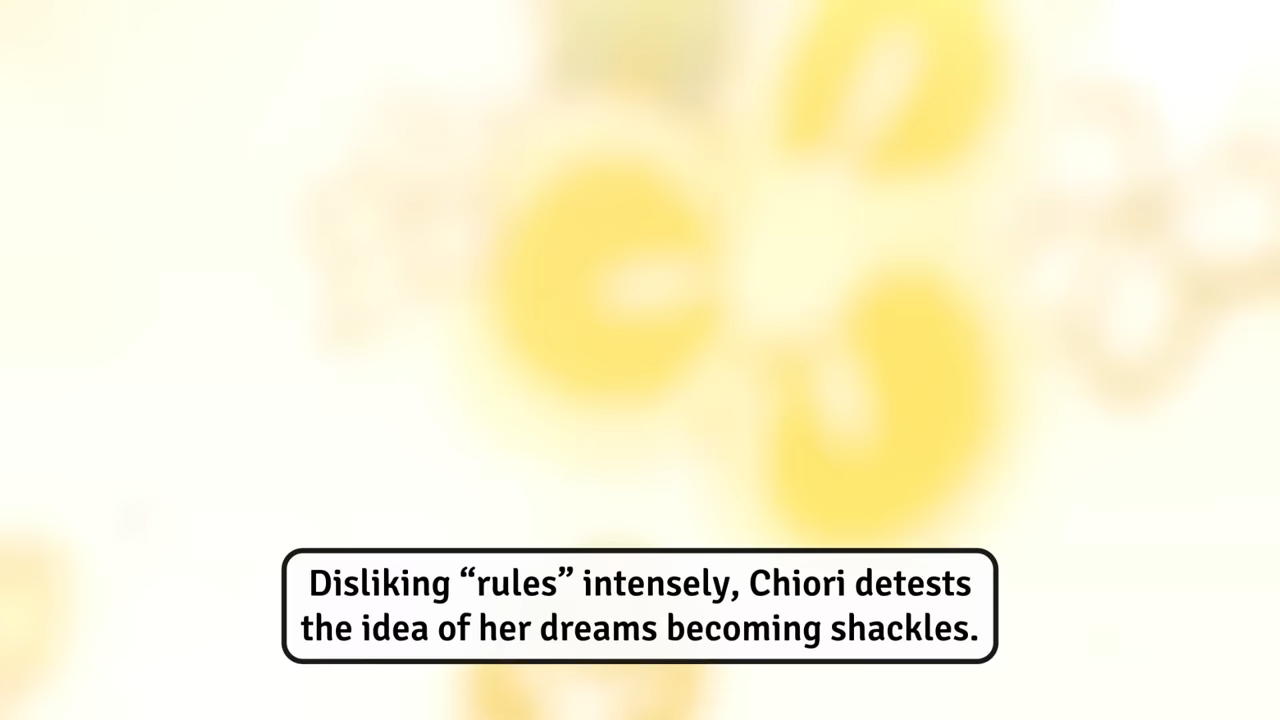 Disliking “rules” intensely, Chiori detests
the idea of her dreams becoming shackles.